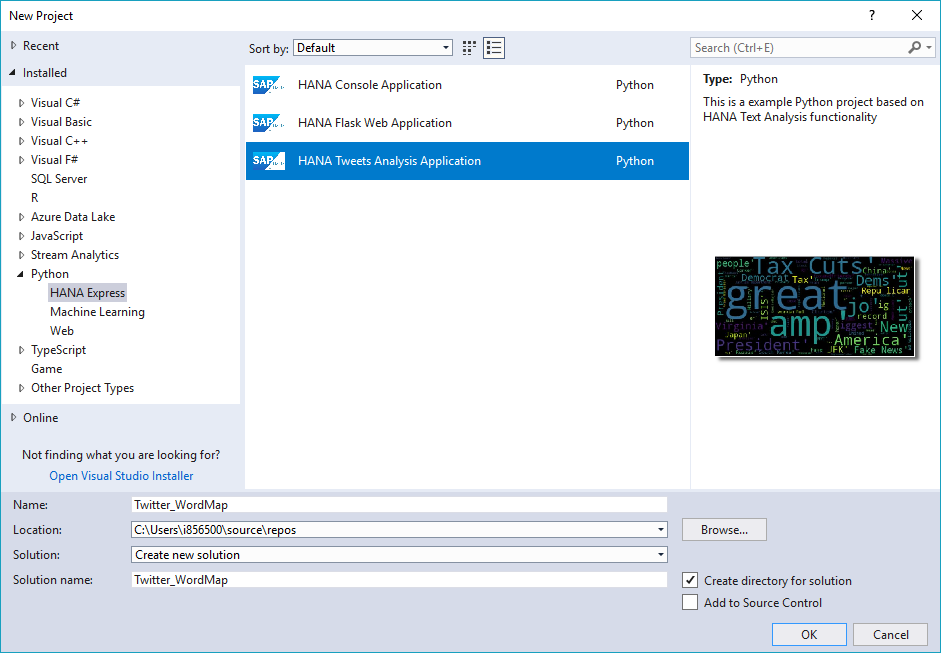 New Project
?
Recent
Installed
Visual C#
Visual Basic
Visual C++
Visual F#
SQL Server
R
Azure Data Lake
JavaScript
Stream Analytics
Python
HANA Express
Machine Learning
Web
TypeScript
Game
Other Project Types
Online
Not finding what you are looking for?
Open Visual Studio Installer
Sort by: Default
SAP HANA Console Application Python
SAP HANA Flask Web Application Python
SAP HANA Tweets Analysis Application Python
Search (Ctrl+E)
Type: Python
This is a example Python project based on
HANA Text Analysis functionality
people'
Tax Cuts'
China'
Democrat
Tax'
Dems'
great
Republican
ISIS
jo'
ig
amp'
record
Virginia'
iggest
New
Japan'
America'
President
JFK
Fake News
Name: Twitter_WordMap
Location: C:\Users\i856500\source\repos
Browse...
Solution: Create new solution
Solution name: Twitter_WordMap
Create directory for solution
Add to Source Control
OK
Cancel